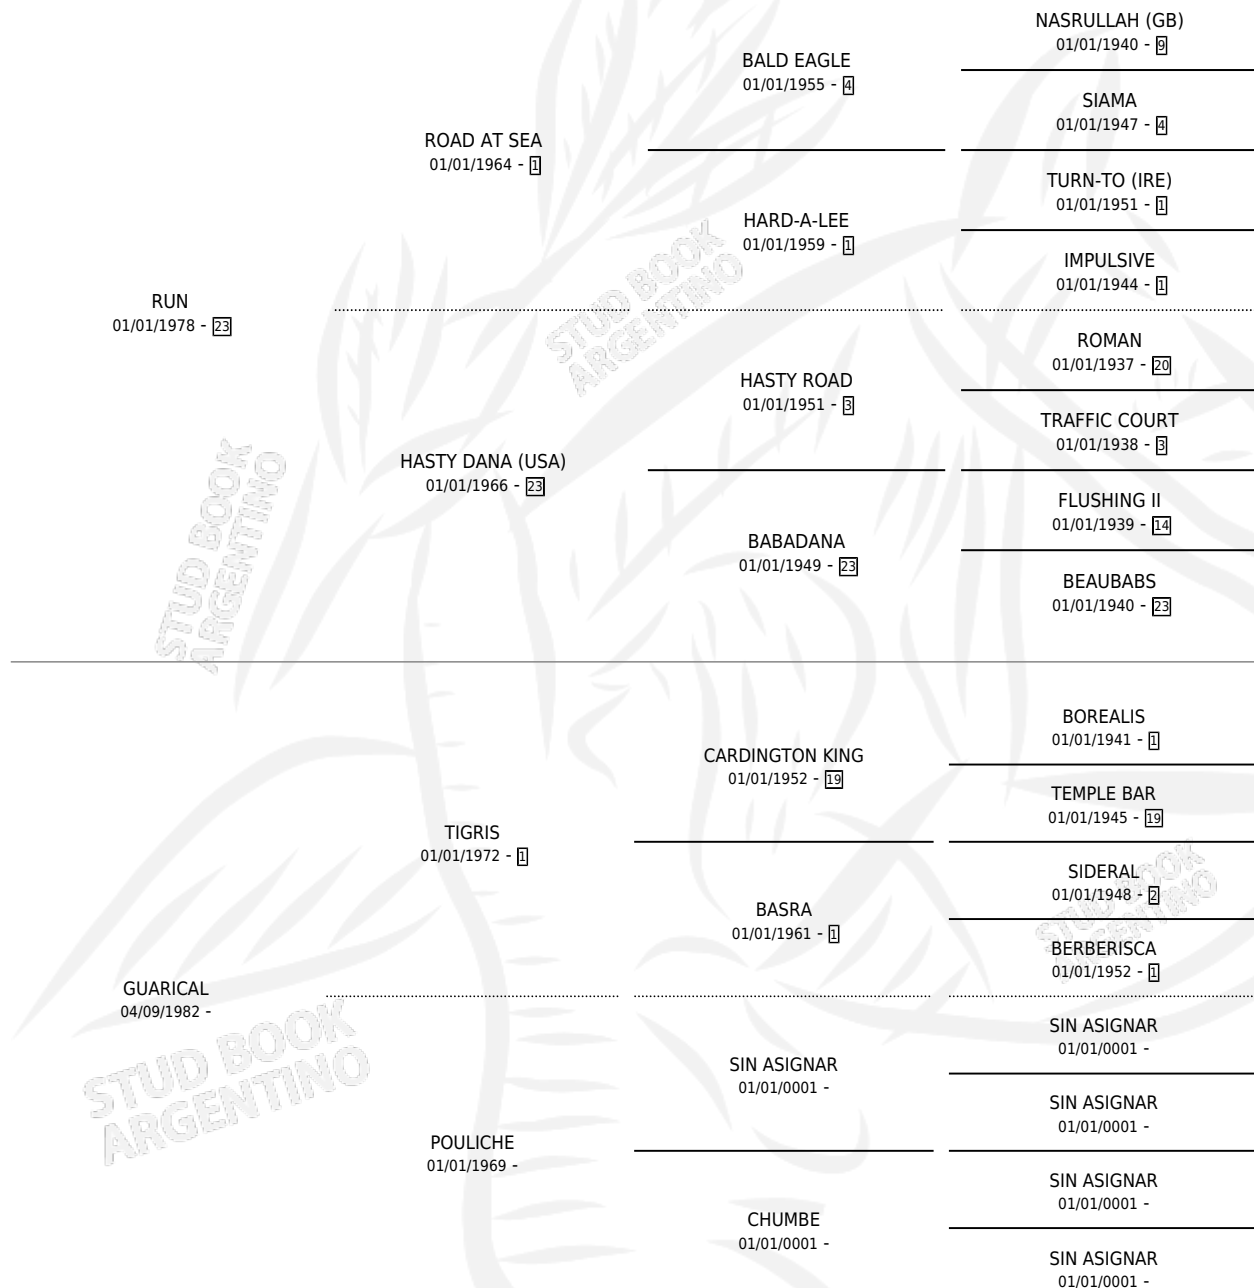 NASRULLAH (GB)
01/01/1940 - 9
BALD EAGLE
01/01/1955 - 4
SIAMA
01/01/1947 - 4
ROAD AT SEA
01/01/1964 - 1
TURN-TO (IRE)
01/01/1951 - 1
HARD-A-LEE
01/01/1959 - 1
IMPULSIVE
01/01/1944 - 1
RUN
01/01/1978 - 23
ROMAN
01/01/1937 - 20
HASTY ROAD
01/01/1951 - 3
TRAFFIC COURT
01/01/1938 - 3
HASTY DANA (USA)
01/01/1966 - 23
FLUSHING II
01/01/1939 - 14
BABADANA
01/01/1949 - 23
BEAUBABS
01/01/1940 - 23
BOREALIS
01/01/1941 - 1
CARDINGTON KING
01/01/1952 - 19
TEMPLE BAR
01/01/1945 - 19
TIGRIS
01/01/1972 - 1
SIDERAL
01/01/1948 - 2
BASRA
01/01/1961 - 1
BERBERISCA
01/01/1952 - 1
GUARICAL
04/09/1982 -
SIN ASIGNAR
01/01/0001 -
SIN ASIGNAR
01/01/0001 -
SIN ASIGNAR
01/01/0001 -
POULICHE
01/01/1969 -
SIN ASIGNAR
01/01/0001 -
CHUMBE
01/01/0001 -
SIN ASIGNAR
01/01/0001 -
STUD BOOK
ARGENTINO
STUD BOOK
ARGENTINO
STUD BOOK
ARGENTINO
STUD BOOK
ARGENTINO